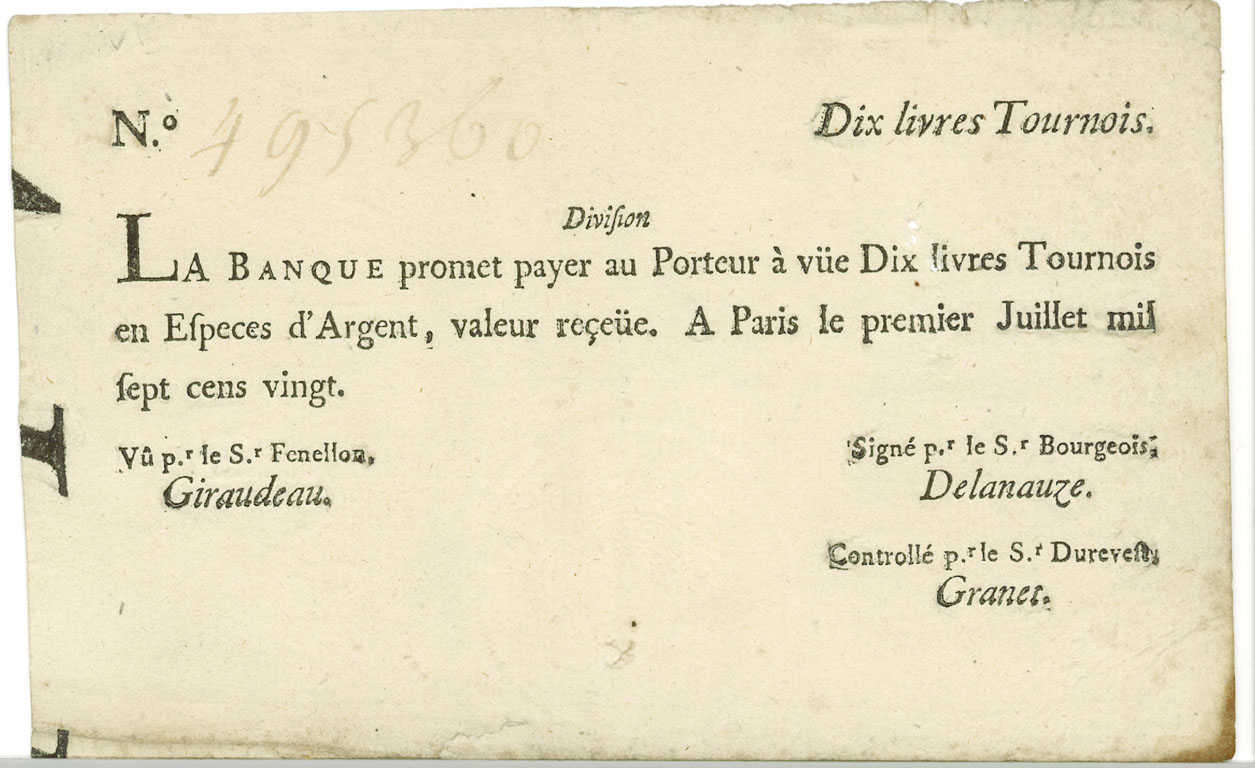 N.º 495360
Dix livres Tournois.
Diviſion
LA BANQUE promet payer au Porteur à vüe Dix livres Tournois
en Eſpeces d'Argent, valeur reçeüe. A Paris le premier Juillet mil
ſept cens vingt.
Vû p.ʳ le S.ʳ Fenellon,
Giraudeau.
Signé p.ʳ le S.ʳ Bourgeois,
Delanauze.
Controllé p.ʳ le S.ʳ Dureveſt,
Granet.